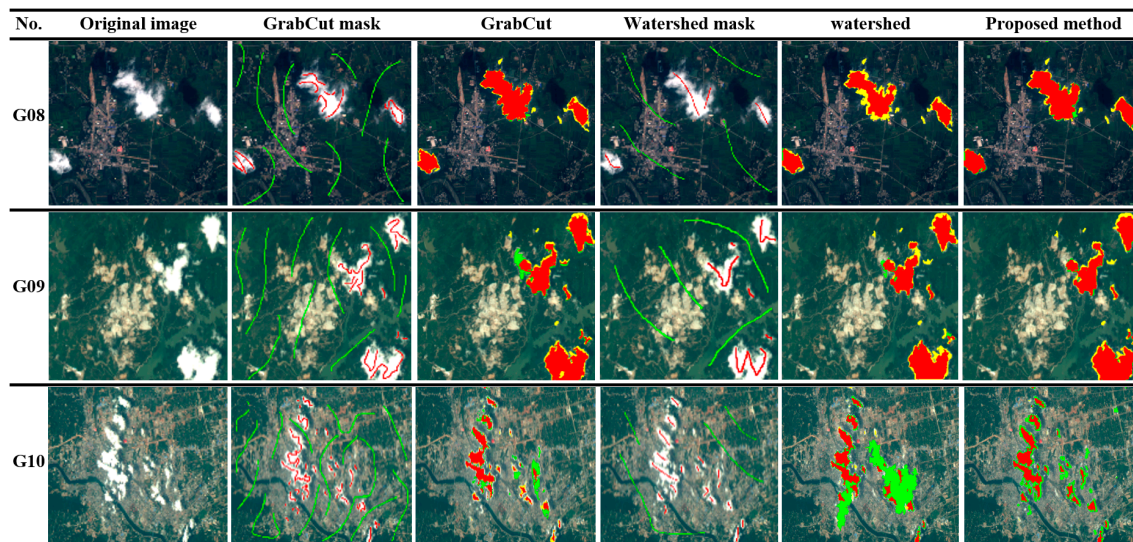 No. Original image GrabCut mask GrabCut Watershed mask watershed Proposed method
G08
G09
G10